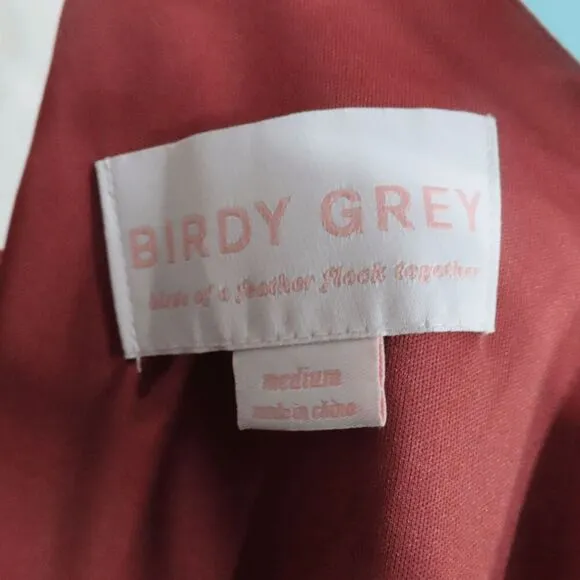 BIRDY GREY
birds of a feather flock together
medium
made in china